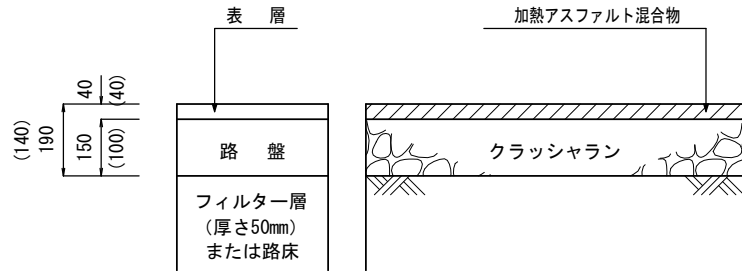 表　層
加熱アスファルト混合物
40
(40)
(140)
190
150
(100)
路　盤
クラッシャラン
フィルター層
(厚さ50mm)
または路床